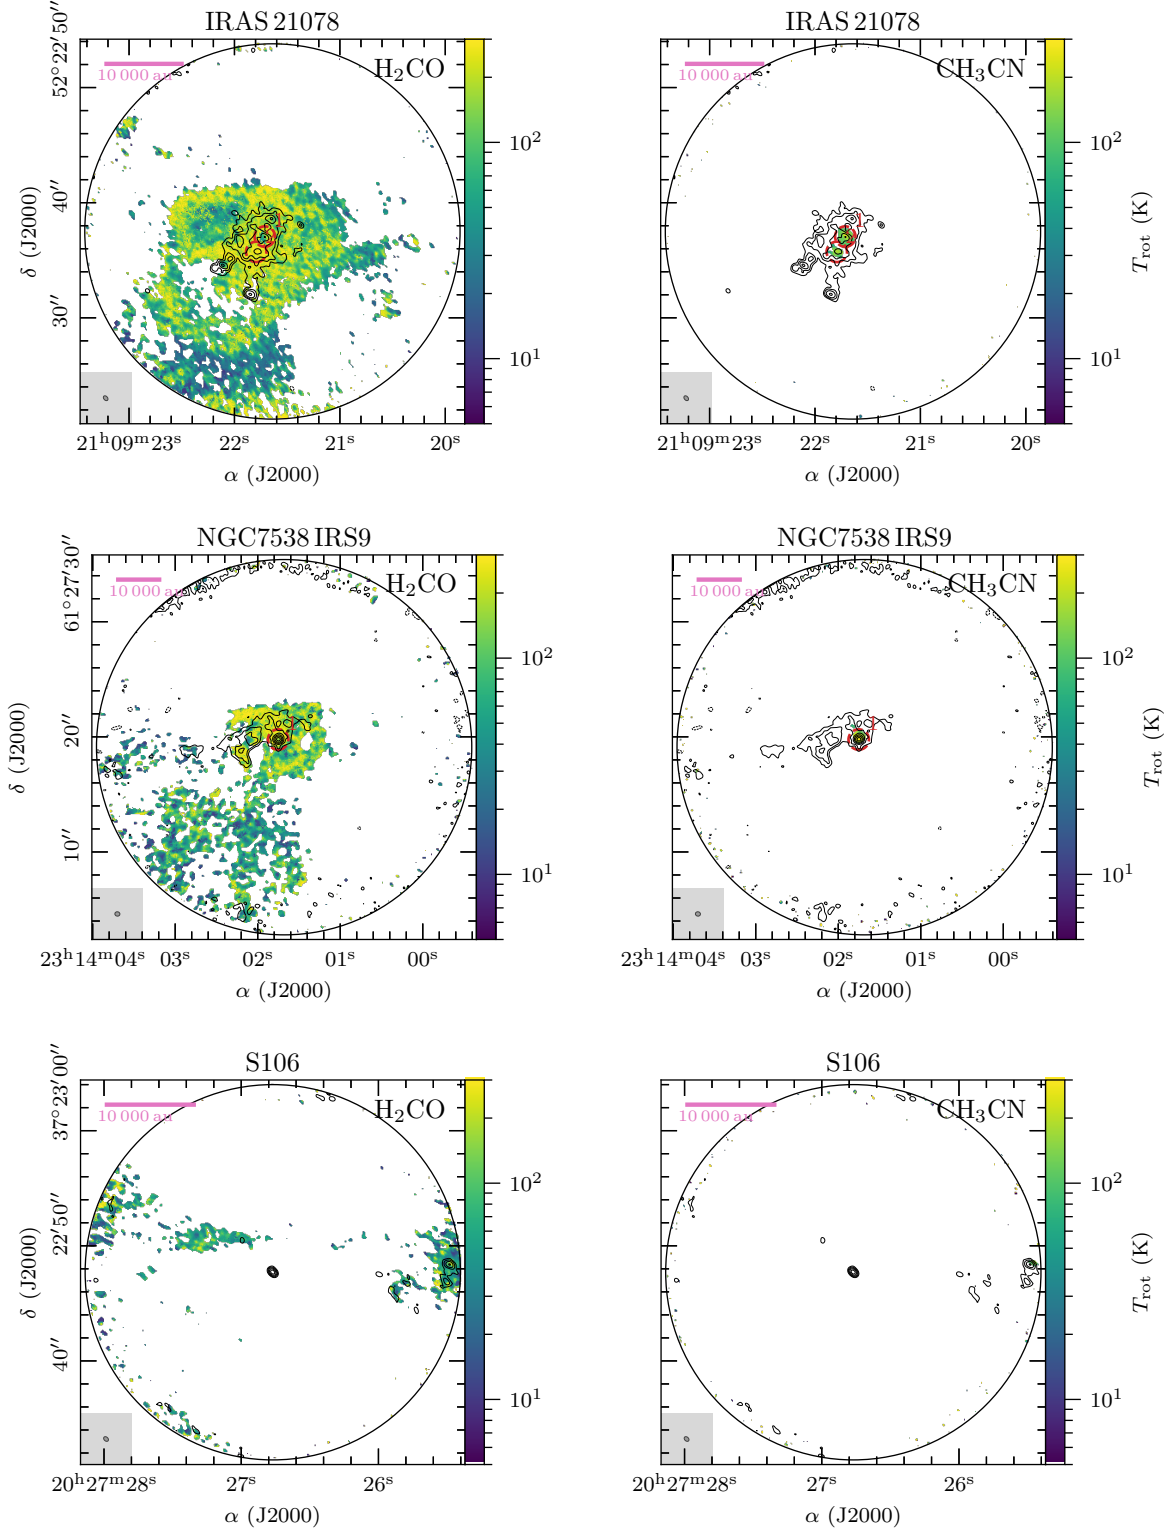 IRAS 21078
H₂CO
10 000 au
52°22′50″
40″
30″
δ (J2000)
21ʰ09ᵐ23ˢ
22ˢ
21ˢ
20ˢ
α (J2000)
10²
10¹
IRAS 21078
CH₃CN
10 000 au
21ʰ09ᵐ23ˢ
22ˢ
21ˢ
20ˢ
α (J2000)
10²
10¹
T_rot (K)
NGC7538 IRS9
H₂CO
10 000 au
61°27′30″
20″
10″
δ (J2000)
23ʰ14ᵐ04ˢ
03ˢ
02ˢ
01ˢ
00ˢ
α (J2000)
10²
10¹
NGC7538 IRS9
CH₃CN
10 000 au
23ʰ14ᵐ04ˢ
03ˢ
02ˢ
01ˢ
00ˢ
α (J2000)
10²
10¹
T_rot (K)
S106
H₂CO
10 000 au
37°23′00″
22′50″
40″
δ (J2000)
20ʰ27ᵐ28ˢ
27ˢ
26ˢ
α (J2000)
10²
10¹
S106
CH₃CN
10 000 au
20ʰ27ᵐ28ˢ
27ˢ
26ˢ
α (J2000)
10²
10¹
T_rot (K)